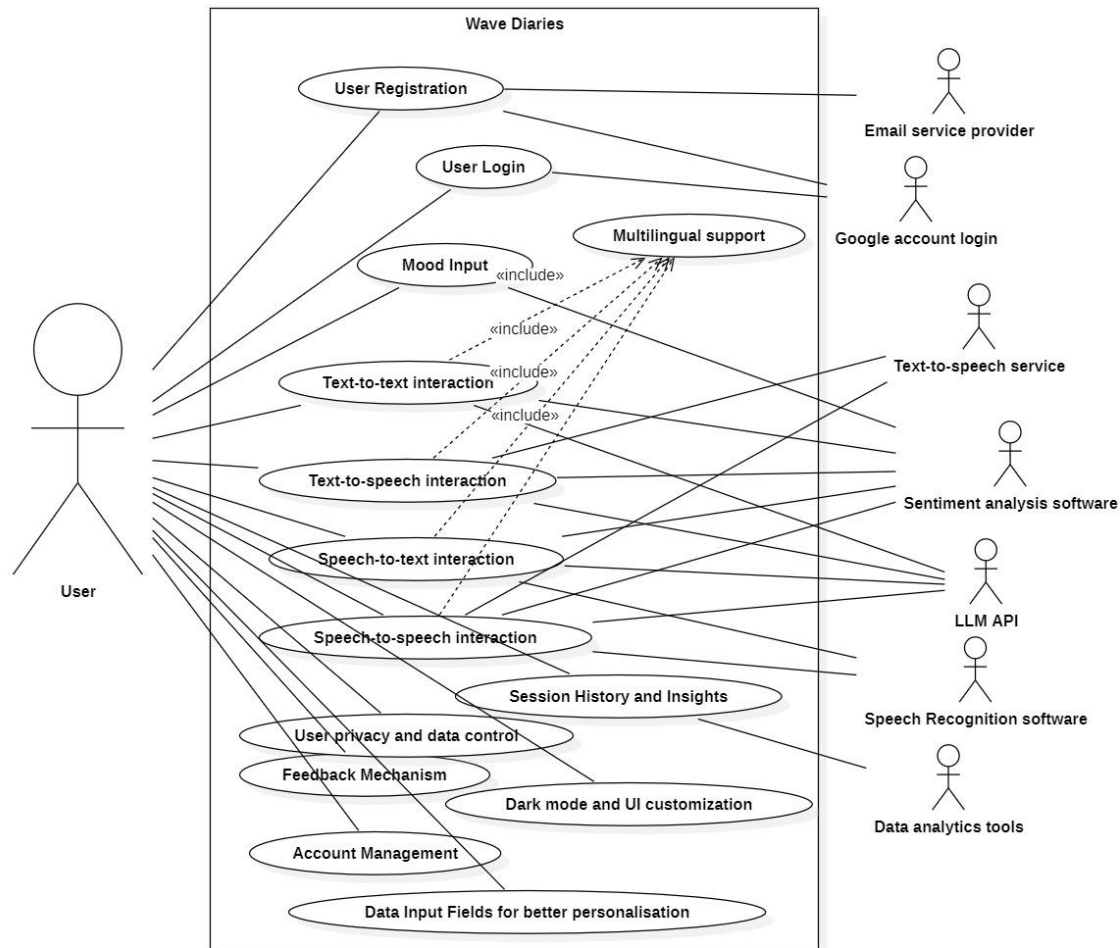 Wave Diaries
User Registration
Email service provider
User Login
Google account login
Multilingual support
Mood Input
«include»
«include»
Text-to-speech service
«include»
Text-to-text interaction
«include»
Text-to-speech interaction
Sentiment analysis software
Speech-to-text interaction
User
LLM API
Speech-to-speech interaction
Session History and Insights
Speech Recognition software
User privacy and data control
Feedback Mechanism
Dark mode and UI customization
Data analytics tools
Account Management
Data Input Fields for better personalisation